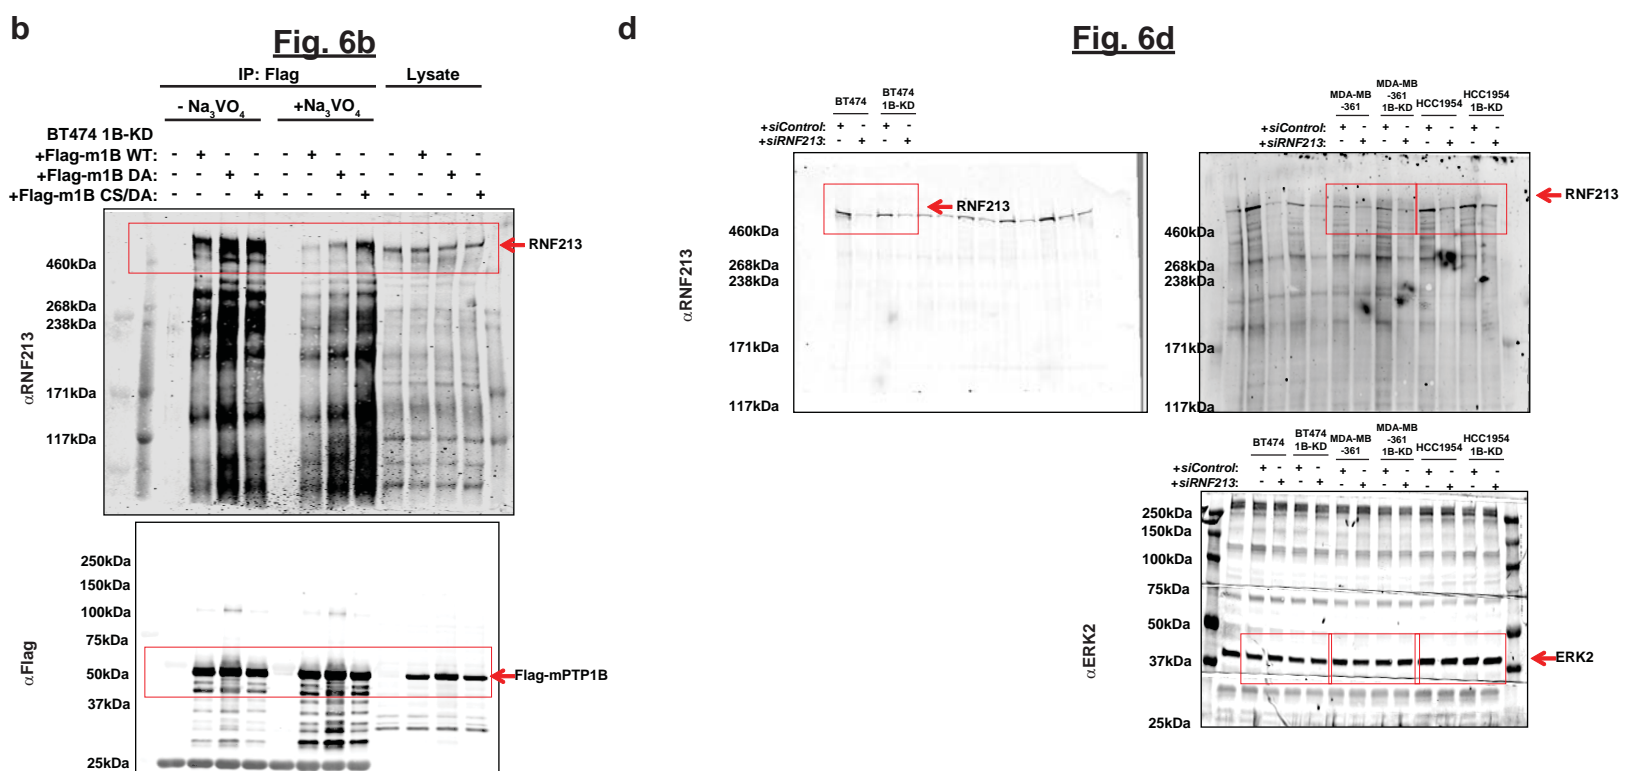 b
Fig. 6b
IP: Flag
Lysate
- Na3VO4
+Na3VO4
BT474 1B-KD
+Flag-m1B WT: - + - - - + - - - + - -
+Flag-m1B DA: - - + - - - + - - - + -
+Flag-m1B CS/DA: - - - + - - - + - - - +
RNF213
460kDa
268kDa
238kDa
171kDa
117kDa
αRNF213
250kDa
150kDa
100kDa
75kDa
50kDa
37kDa
25kDa
Flag-mPTP1B
αFlag
d
Fig. 6d
BT474
BT474 1B-KD
+siControl: + - + -
+siRNF213: - + - +
RNF213
460kDa
268kDa
238kDa
171kDa
117kDa
αRNF213
MDA-MB
-361
MDA-MB
-361
1B-KD
HCC1954
HCC1954
1B-KD
+siControl: + - + - + - + -
+siRNF213: - + - + - + - +
RNF213
460kDa
268kDa
238kDa
171kDa
117kDa
BT474
BT474
1B-KD
MDA-MB
-361
MDA-MB
-361
1B-KD
HCC1954
HCC1954
1B-KD
+siControl: + - + - + - + - + - + -
+siRNF213: - + - + - + - + - + - +
250kDa
150kDa
100kDa
75kDa
50kDa
37kDa
25kDa
ERK2
αERK2